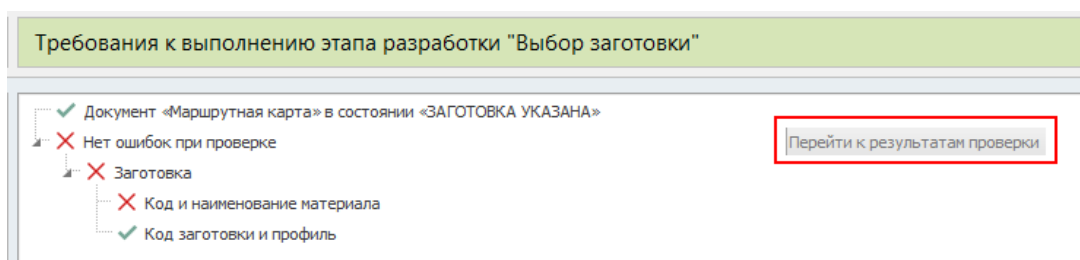 Требования к выполнению этапа разработки "Выбор заготовки"
Документ «Маршрутная карта» в состоянии «ЗАГОТОВКА УКАЗАНА»
Нет ошибок при проверке
Перейти к результатам проверки
Заготовка
Код и наименование материала
Код заготовки и профиль